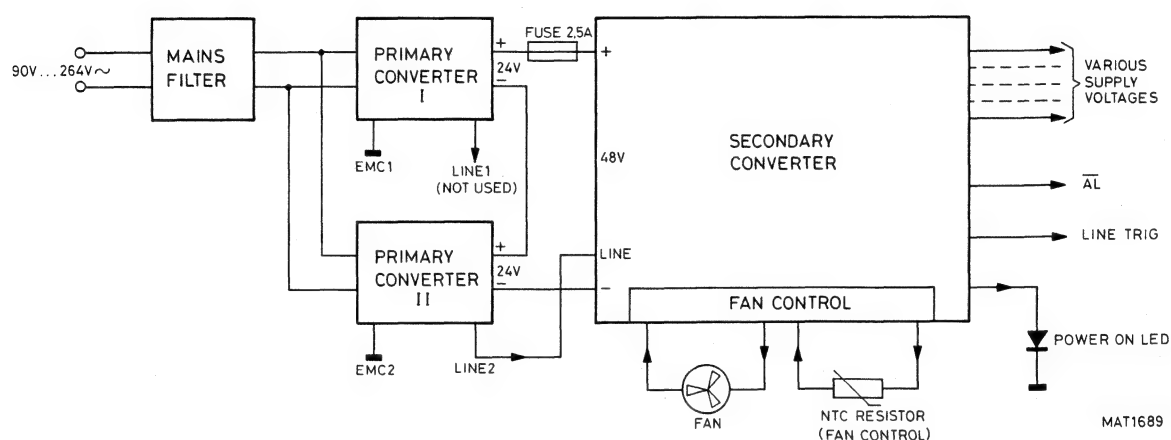 90V...264V~
MAINS
FILTER
PRIMARY
CONVERTER
I
+
24V
−
FUSE 2,5A
+
EMC1
LINE1
(NOT USED)
48V
SECONDARY
CONVERTER
VARIOUS
SUPPLY
VOLTAGES
AL
LINE TRIG
PRIMARY
CONVERTER
II
+
24V
−
LINE
−
EMC2
LINE2
FAN CONTROL
POWER ON LED
FAN
NTC RESISTOR
(FAN CONTROL)
MAT1689